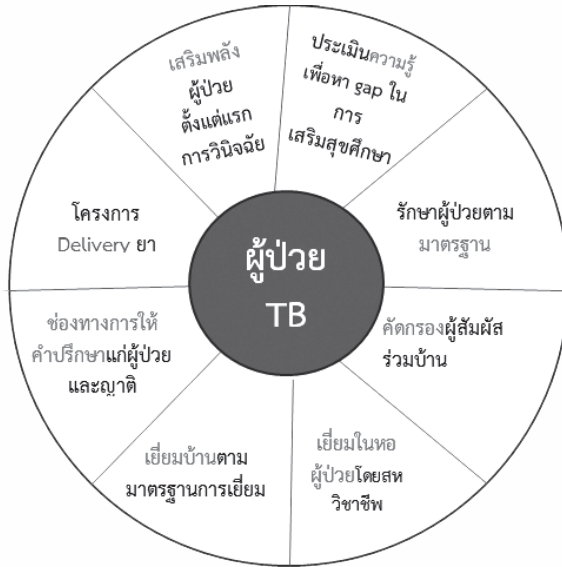 เสริมพลัง
ผู้ป่วย
ตั้งแต่แรก
การวินิจฉัย
ประเมินความรู้
เพื่อหา gap ใน
การ
เสริมสุขศึกษา
รักษาผู้ป่วยตาม
มาตรฐาน
คัดกรองผู้สัมผัส
ร่วมบ้าน
เยี่ยมในหอ
ผู้ป่วยโดยสห
วิชาชีพ
เยี่ยมบ้านตาม
มาตรฐานการเยี่ยม
ช่องทางการให้
คำปรึกษาแก่ผู้ป่วย
และญาติ
โครงการ
Delivery ยา
ผู้ป่วย
TB